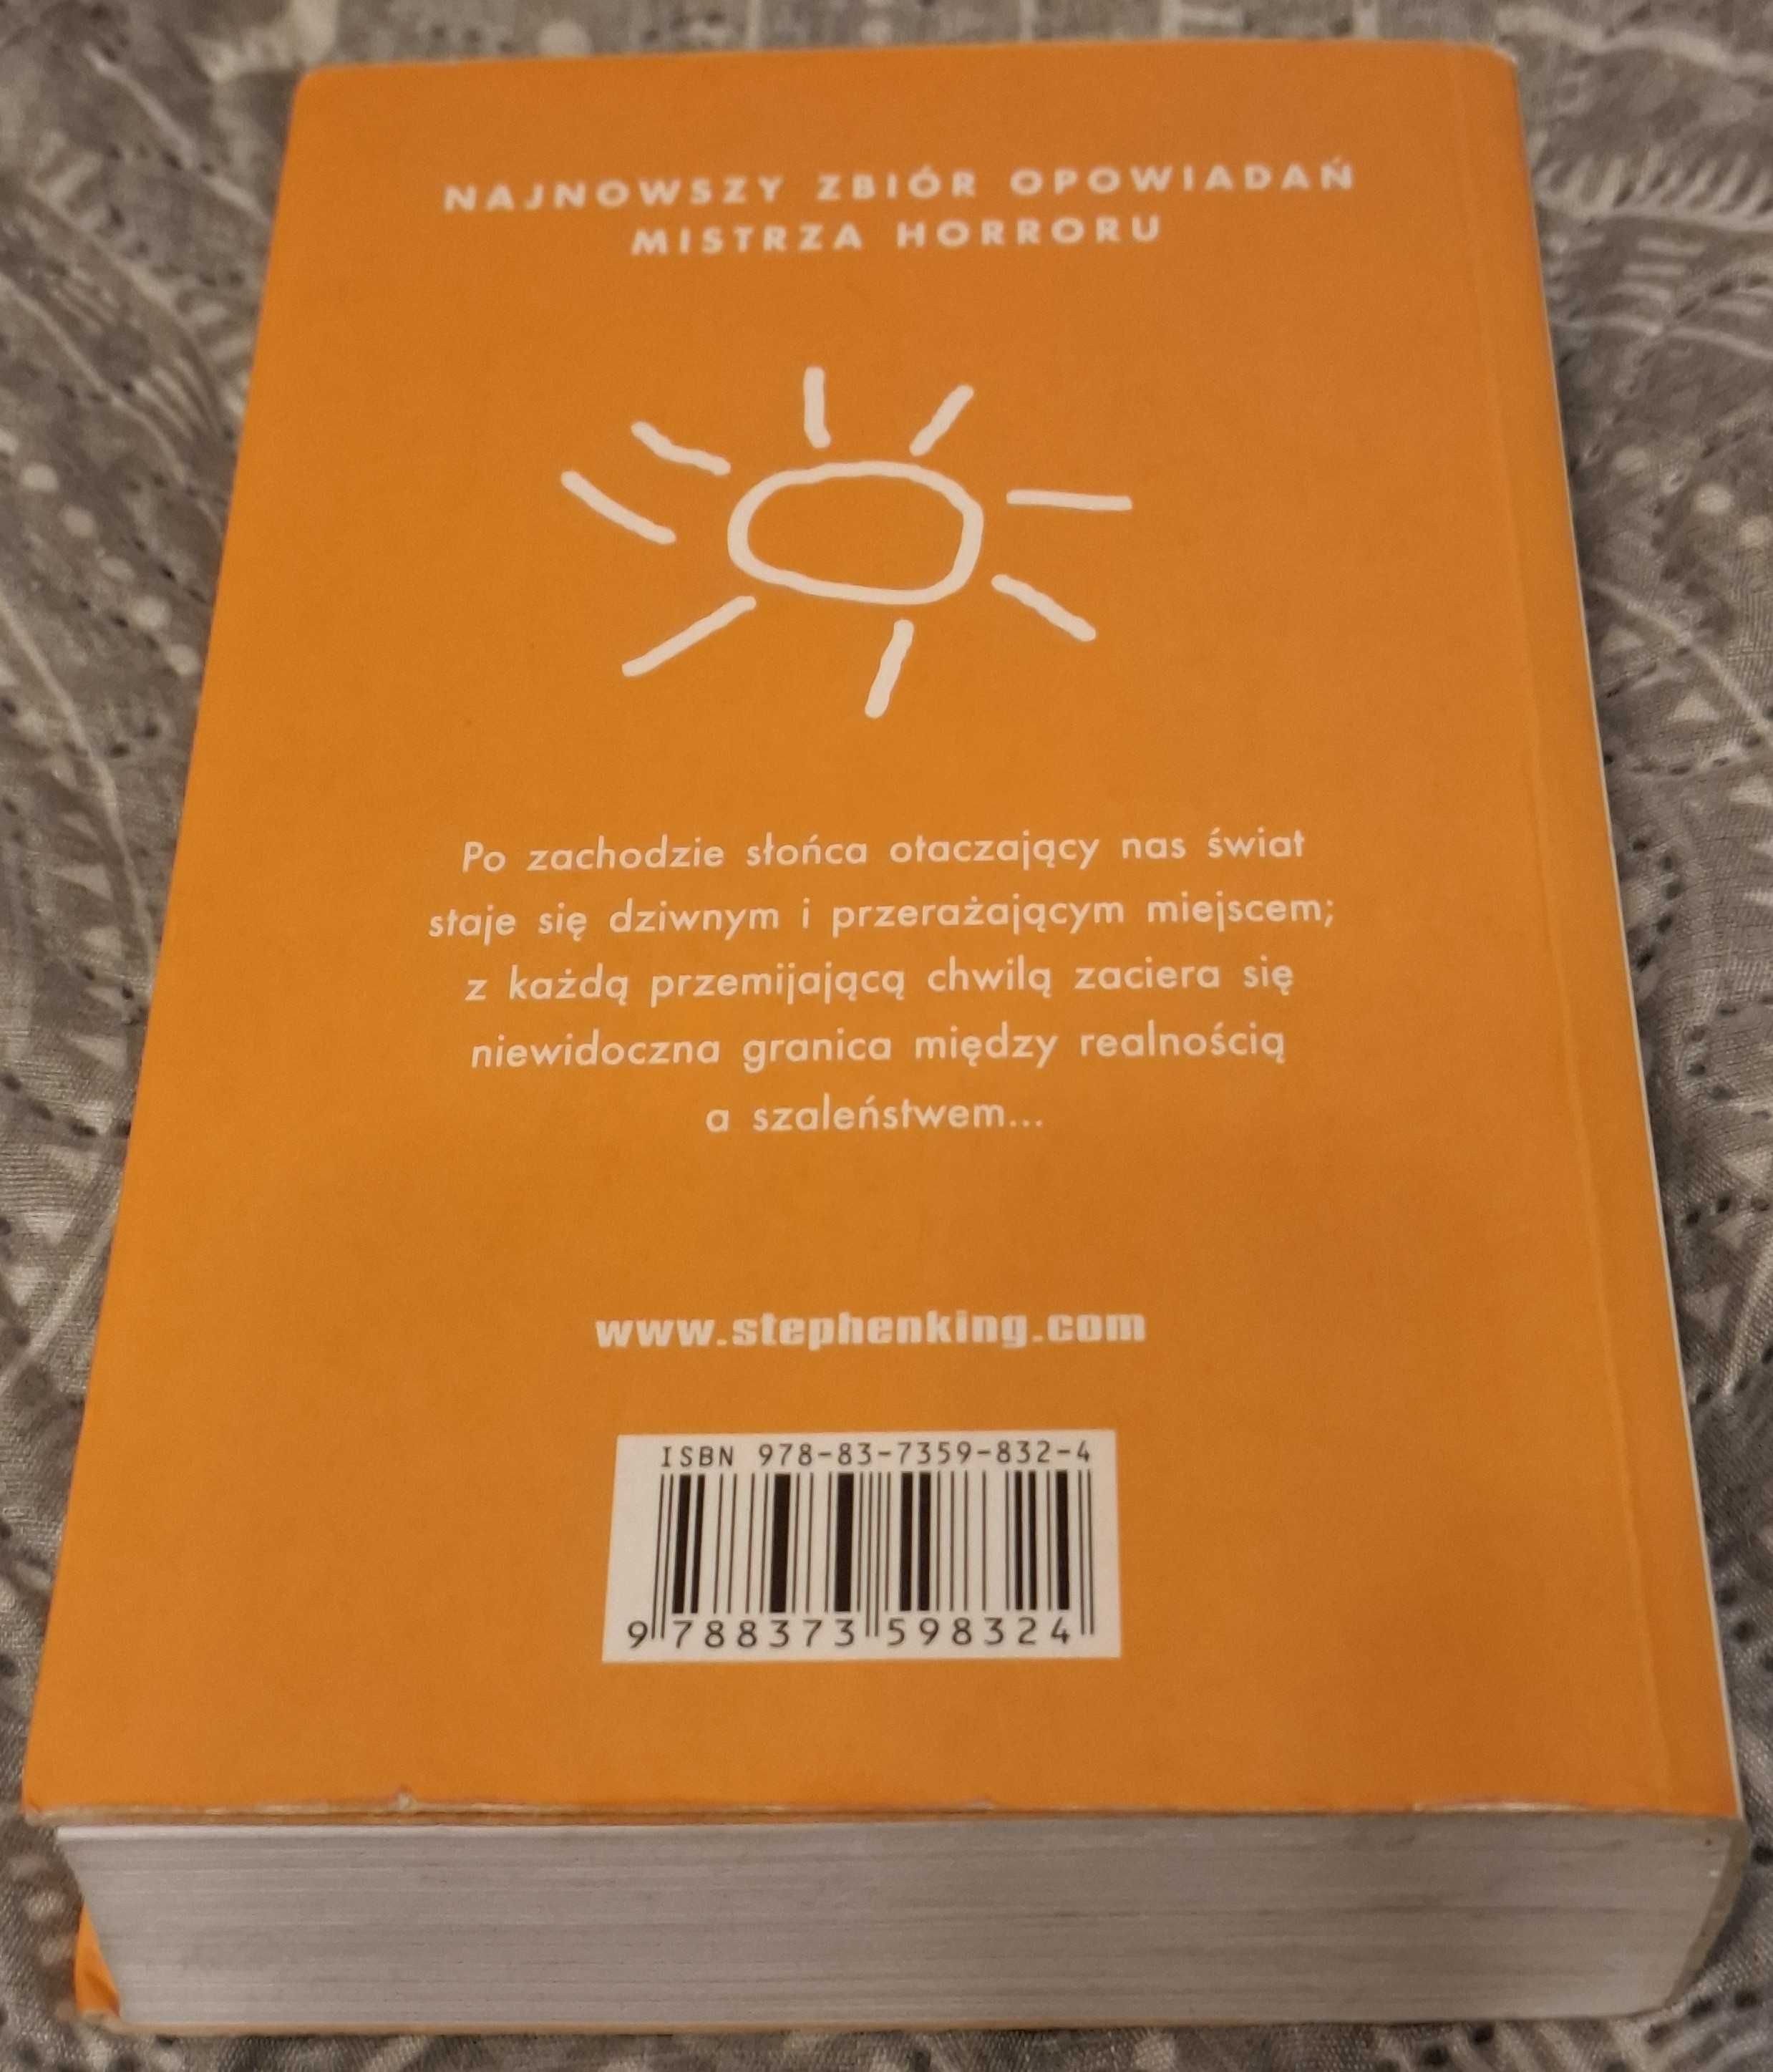 NAJNOWSZY ZBIÓR OPOWIADAŃ
MISTRZA HORRORU
Po zachodzie słońca otaczający nas świat
staje się dziwnym i przerażającym miejscem;
z każdą przemijającą chwilą zaciera się
niewidoczna granica między realnością
a szaleństwem...
www.stephenking.com
ISBN 978-83-7359-832-4
9 788373 598324